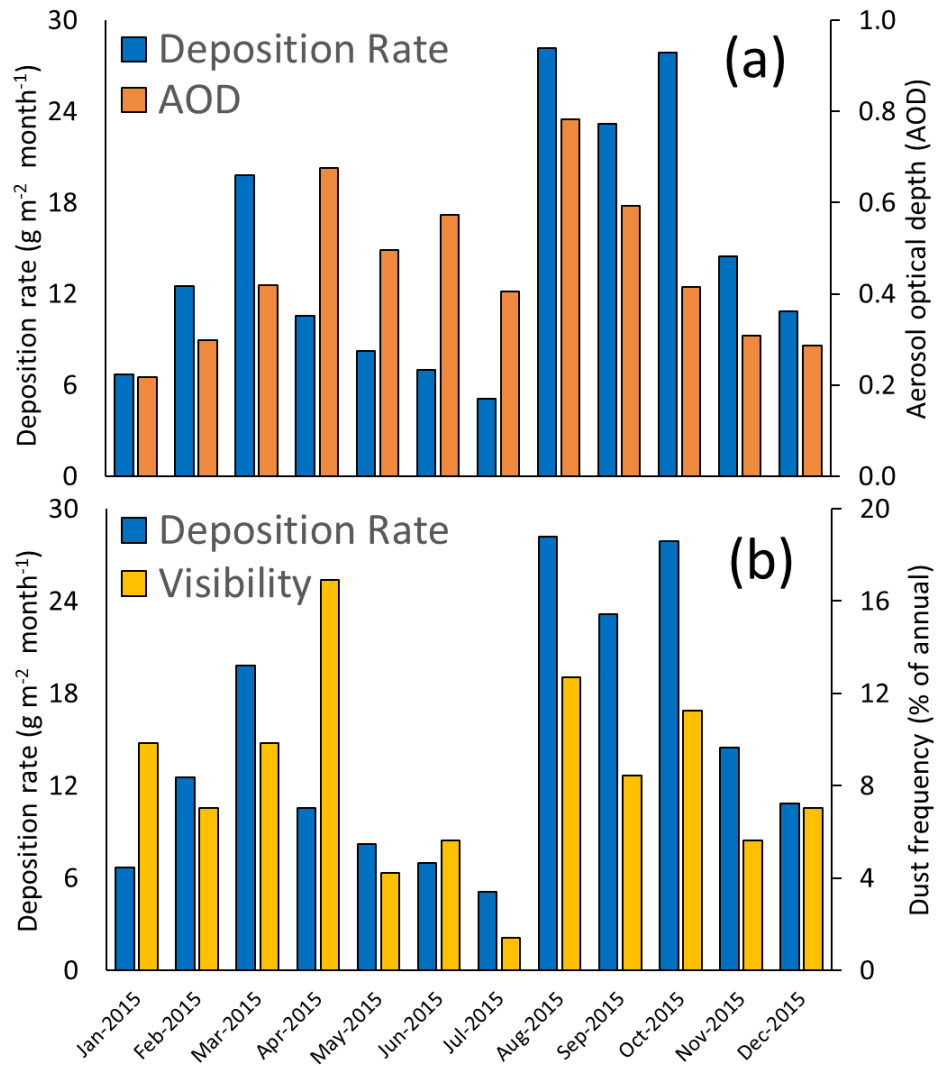 Deposition rate (g m⁻² month⁻¹)
30
24
18
12
6
0
Deposition Rate
AOD
(a)
1.0
0.8
0.6
0.4
0.2
0.0
Aerosol optical depth (AOD)
Deposition rate (g m⁻² month⁻¹)
30
24
18
12
6
0
Deposition Rate
Visibility
(b)
20
16
12
8
4
0
Dust frequency (% of annual)
Jan-2015
Feb-2015
Mar-2015
Apr-2015
May-2015
Jun-2015
Jul-2015
Aug-2015
Sep-2015
Oct-2015
Nov-2015
Dec-2015